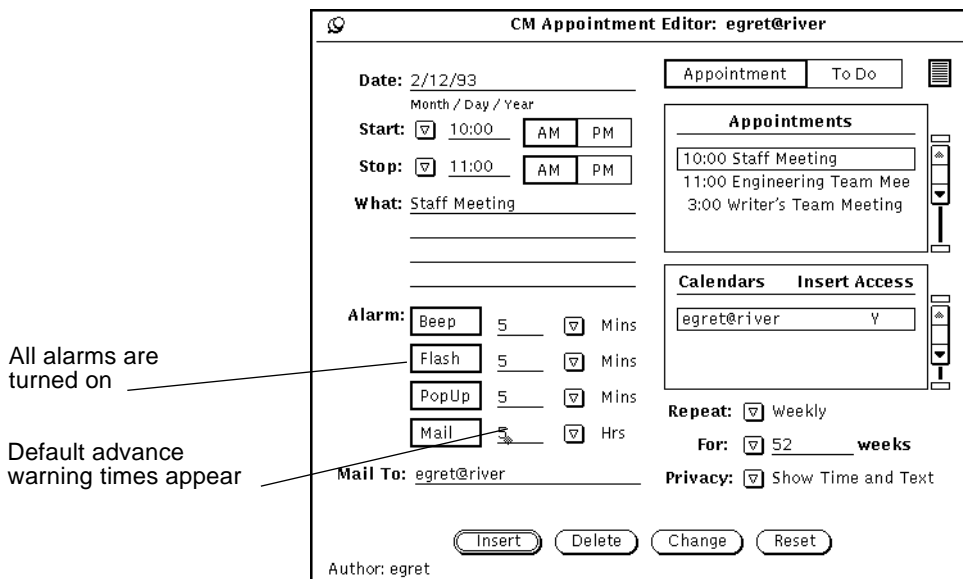 CM Appointment Editor: egret@river
Date: 2/12/93
Month / Day / Year
Start: 10:00 AM PM
Stop: 11:00 AM PM
What: Staff Meeting
Alarm: Beep 5 Mins
Flash 5 Mins
PopUp 5 Mins
Mail 5 Hrs
Mail To: egret@river
Appointment To Do
Appointments
10:00 Staff Meeting
11:00 Engineering Team Mee
3:00 Writer's Team Meeting
Calendars Insert Access
egret@river Y
Repeat: Weekly
For: 52 weeks
Privacy: Show Time and Text
Insert Delete Change Reset
Author: egret
All alarms are
turned on
Default advance
warning times appear